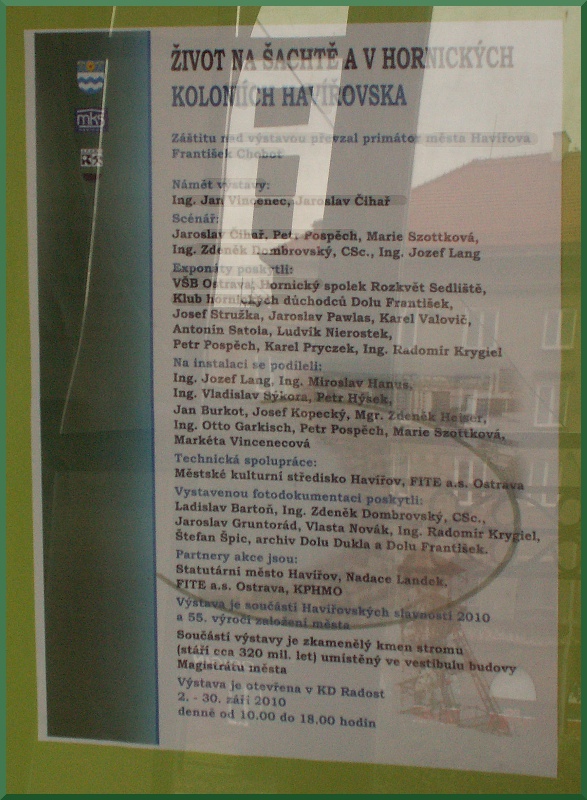 ŽIVOT NA ŠACHTĚ A V HORNICKÝCH
KOLONIÍCH HAVÍŘOVSKA
mks
Záštitu nad výstavou převzal primátor města Havířova
František Chobot
Námět výstavy:
Ing. Jan Vincenec, Jaroslav Čihař
Scénář:
Jaroslav Čihař, Petr Pospěch, Marie Szottková,
Ing. Zdeněk Dombrovský, CSc., Ing. Jozef Lang
Exponáty poskytli:
VŠB Ostrava, Hornický spolek Rozkvět Sedliště,
Klub hornických důchodců Dolu František,
Josef Stružka, Jaroslav Pawlas, Karel Valovič,
Antonín Satola, Ludvík Nierostek,
Petr Pospěch, Karel Pryczek, Ing. Radomír Krygiel
Na instalaci se podíleli:
Ing. Jozef Lang, Ing. Miroslav Hanus,
Ing. Vladislav Sýkora, Petr Hýsek,
Jan Burkot, Josef Kopecký, Mgr. Zdeněk Heiser,
Ing. Otto Garkisch, Petr Pospěch, Marie Szottková,
Markéta Vincenecová
Technická spolupráce:
Městské kulturní středisko Havířov, FITE a.s. Ostrava
Vystavenou fotodokumentaci poskytli:
Ladislav Bartoň, Ing. Zdeněk Dombrovský, CSc.,
Jaroslav Gruntorád, Vlasta Novák, Ing. Radomír Krygiel,
Štefan Špic, archiv Dolu Dukla a Dolu František.
Partnery akce jsou:
Statutární město Havířov, Nadace Landek,
FITE a.s. Ostrava, KPHMO
Výstava je součástí Havířovských slavností 2010
a 55. výročí založení města
Součástí výstavy je zkamenělý kmen stromu
(stáří cca 320 mil. let) umístěný ve vestibulu budovy
Magistrátu města
Výstava je otevřena v KD Radost
2. - 30. září 2010
denně od 10.00 do 18.00 hodin